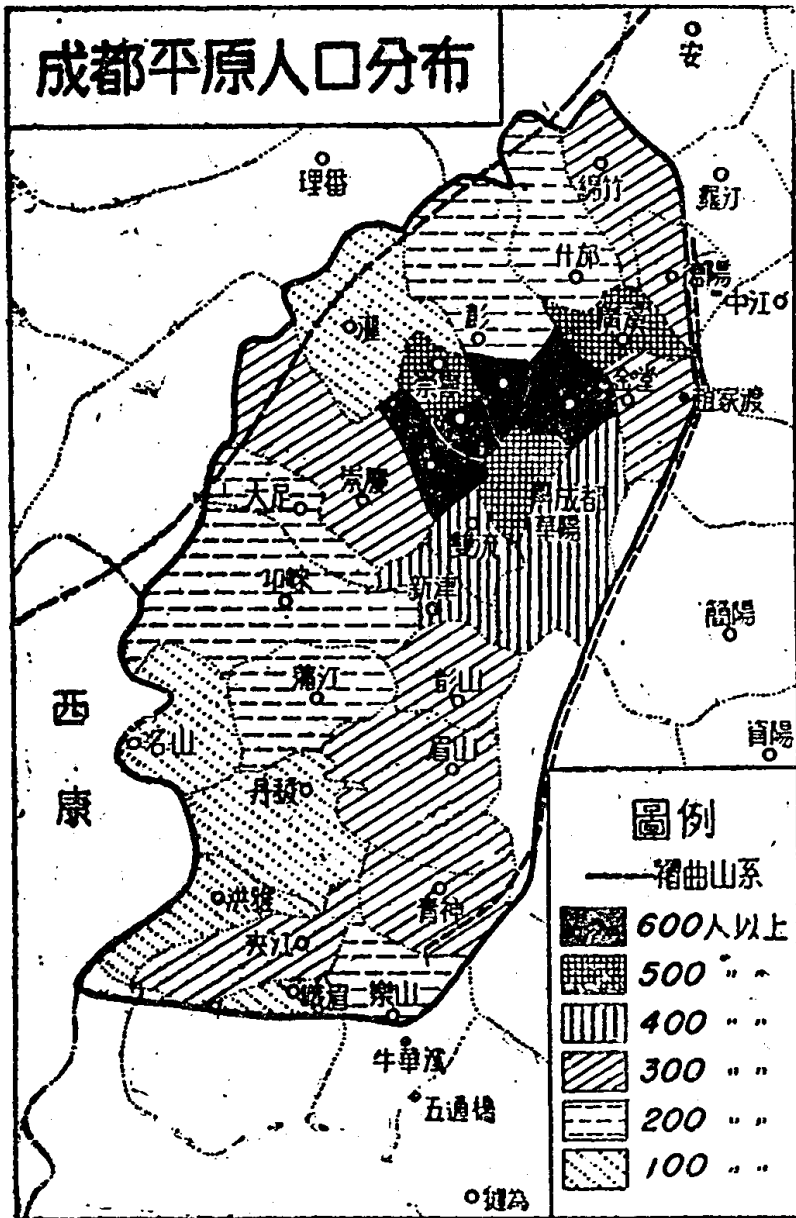 成都平原人口分布
安
理番
綿竹
羅江
什邡
中江
彭
灌
崇寧
金堂
趙家渡
崇慶
大邑
成都
華陽
雙流
邛崍
新津
簡陽
蒲江
彭山
西康
名山
眉山
資陽
丹稜
洪雅
青神
夾江
峨眉
樂山
牛華溪
五通橋
犍為
圖例
褶曲山系
600人以上
500 〃 〃
400 〃 〃
300 〃 〃
200 〃 〃
100 〃 〃